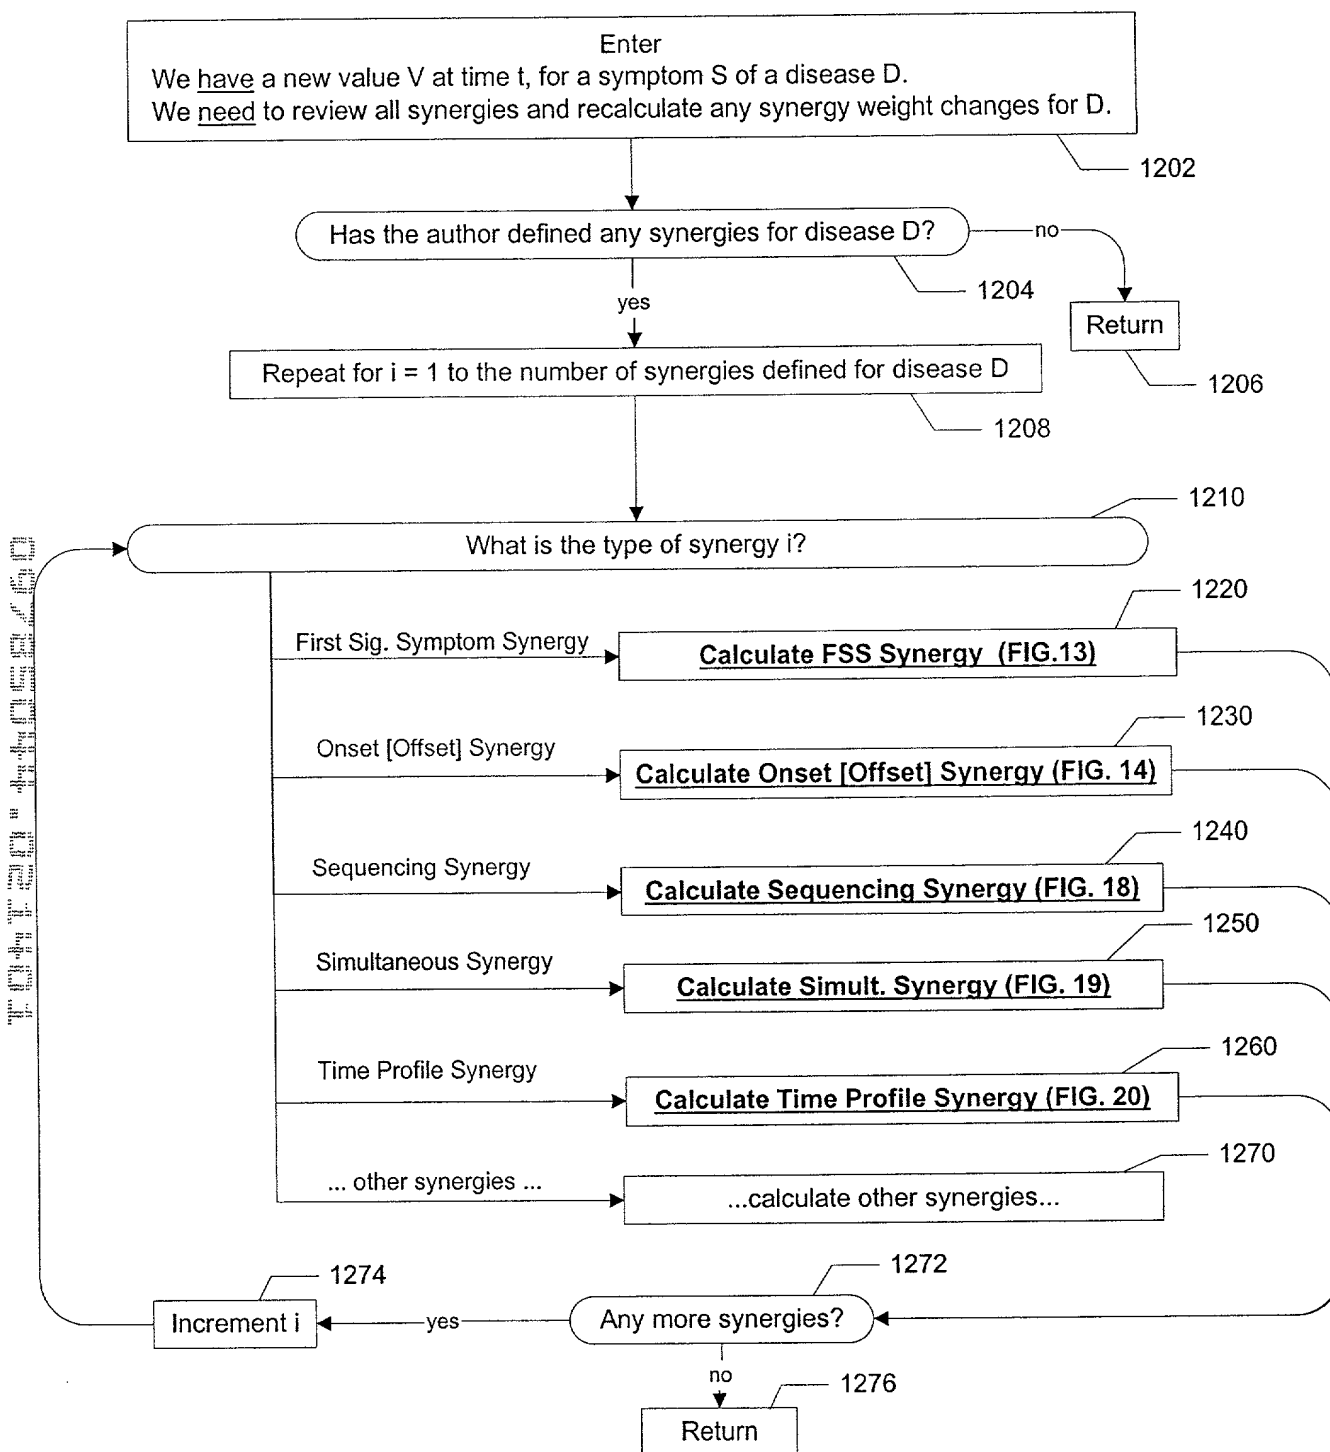 Enter
We have a new value V at time t, for a symptom S of a disease D.
We need to review all synergies and recalculate any synergy weight changes for D.
1202
Has the author defined any synergies for disease D?
no
1204
yes
Return
1206
Repeat for i = 1 to the number of synergies defined for disease D
1208
1210
What is the type of synergy i?
1220
First Sig. Symptom Synergy
Calculate FSS Synergy (FIG.13)
1230
Onset [Offset] Synergy
Calculate Onset [Offset] Synergy (FIG. 14)
1240
Sequencing Synergy
Calculate Sequencing Synergy (FIG. 18)
1250
Simultaneous Synergy
Calculate Simult. Synergy (FIG. 19)
1260
Time Profile Synergy
Calculate Time Profile Synergy (FIG. 20)
1270
... other synergies ...
...calculate other synergies...
1274
1272
Increment i
yes
Any more synergies?
no
1276
Return